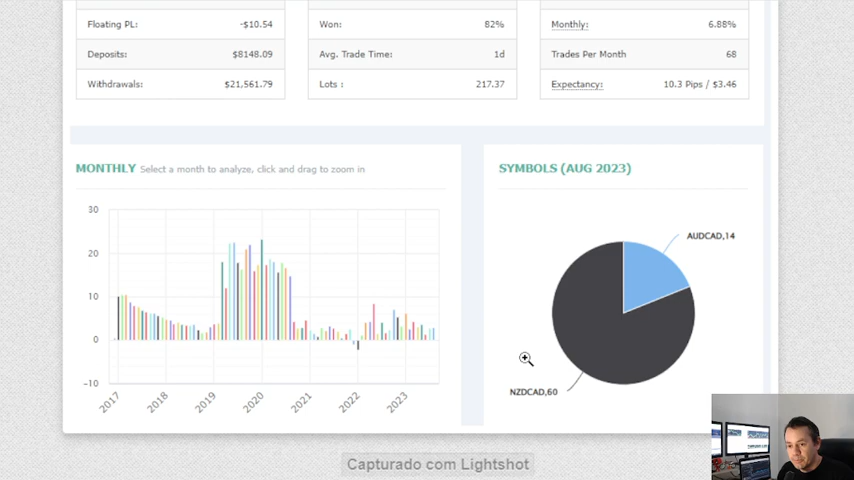 Floating PL: -$10.54 Won: 82% Monthly: 6.88%
Deposits: $8148.09 Avg. Trade Time: 1d Trades Per Month 68
Withdrawals: $21,561.79 Lots : 217.37 Expectancy: 10.3 Pips / $3.46
MONTHLY Select a month to analyze, click and drag to zoom in
30
20
10
0
-10
2017 2018 2019 2020 2021 2022 2023
SYMBOLS (AUG 2023)
AUDCAD,14
NZDCAD,60
Capturado com Lightshot